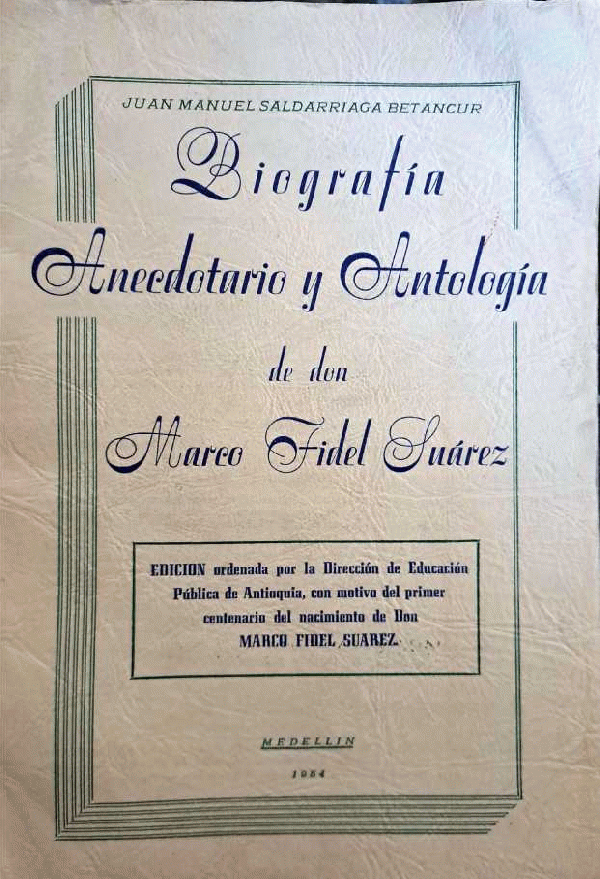 JUAN MANUEL SALDARRIAGA BETANCUR
Biografía
Anecdotario y Antología
de don
Marco Fidel Suárez
EDICION ordenada por la Dirección de Educación
Pública de Antioquia, con motivo del primer
centenario del nacimiento de Don
MARCO FIDEL SUAREZ.
MEDELLIN
1954